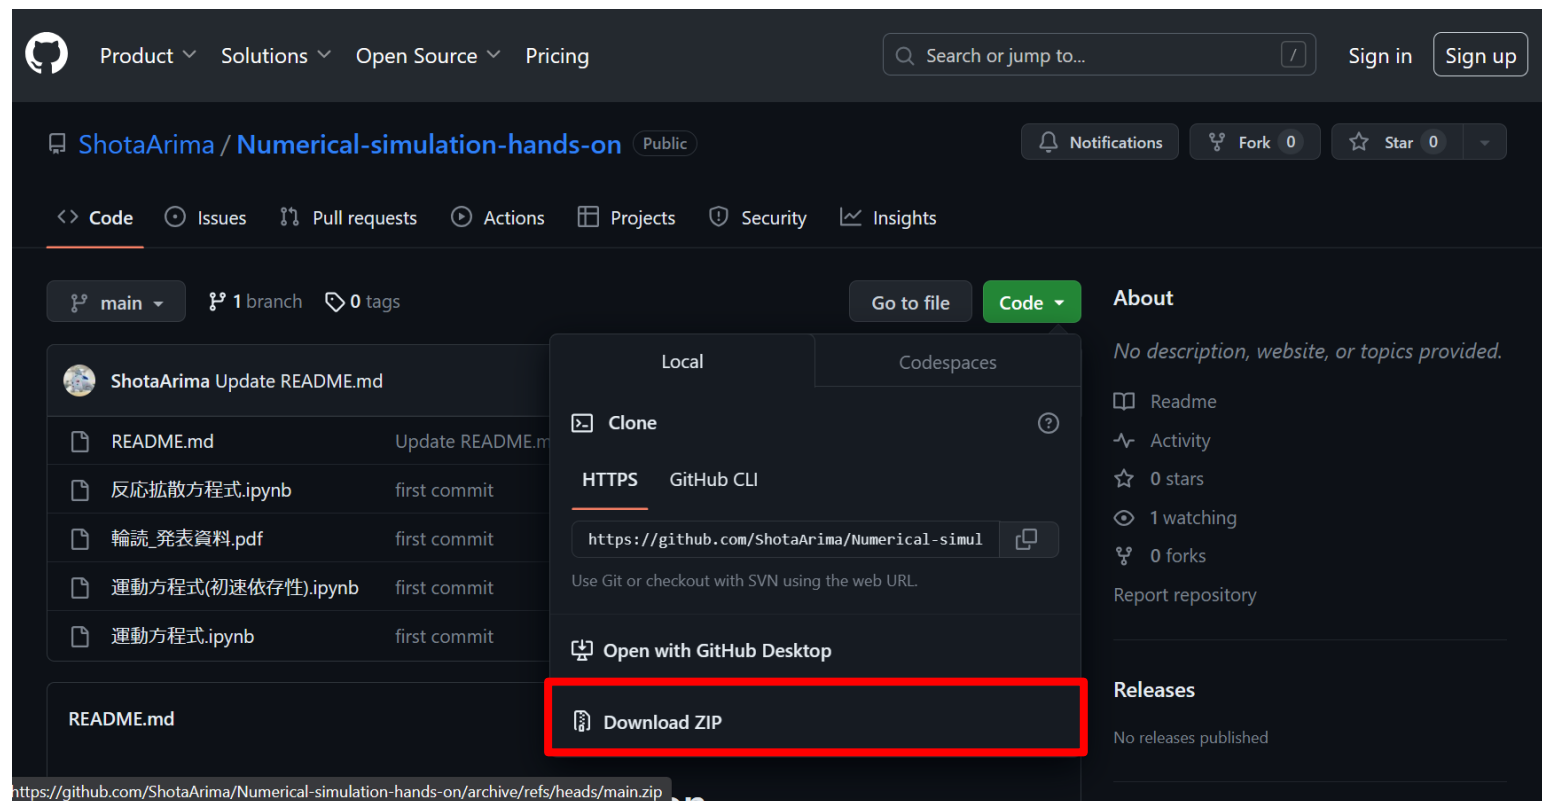 Product Solutions Open Source Pricing Search or jump to... / Sign in Sign up
ShotaArima / Numerical-simulation-hands-on Public Notifications Fork 0 Star 0
Code Issues Pull requests Actions Projects Security Insights
main 1 branch 0 tags Go to file Code
About
No description, website, or topics provided.
Readme
Activity
0 stars
1 watching
0 forks
Report repository
Releases
No releases published
ShotaArima Update README.md
README.md Update README.m
反応拡散方程式.ipynb first commit
輪読_発表資料.pdf first commit
運動方程式(初速依存性).ipynb first commit
運動方程式.ipynb first commit
README.md
Local Codespaces
Clone
HTTPS GitHub CLI
https://github.com/ShotaArima/Numerical-simul
Use Git or checkout with SVN using the web URL.
Open with GitHub Desktop
Download ZIP
https://github.com/ShotaArima/Numerical-simulation-hands-on/archive/refs/heads/main.zip